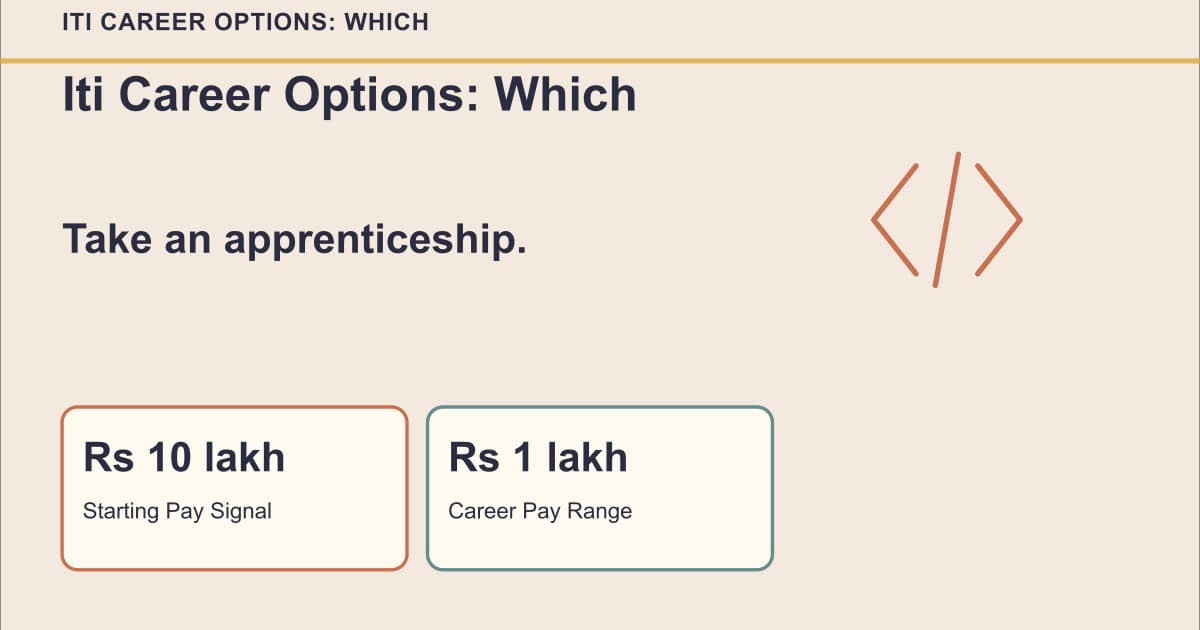 ITI CAREER OPTIONS: WHICH
Iti Career Options: Which
Take an apprenticeship.
Rs 10 lakh
Starting Pay Signal
Rs 1 lakh
Career Pay Range